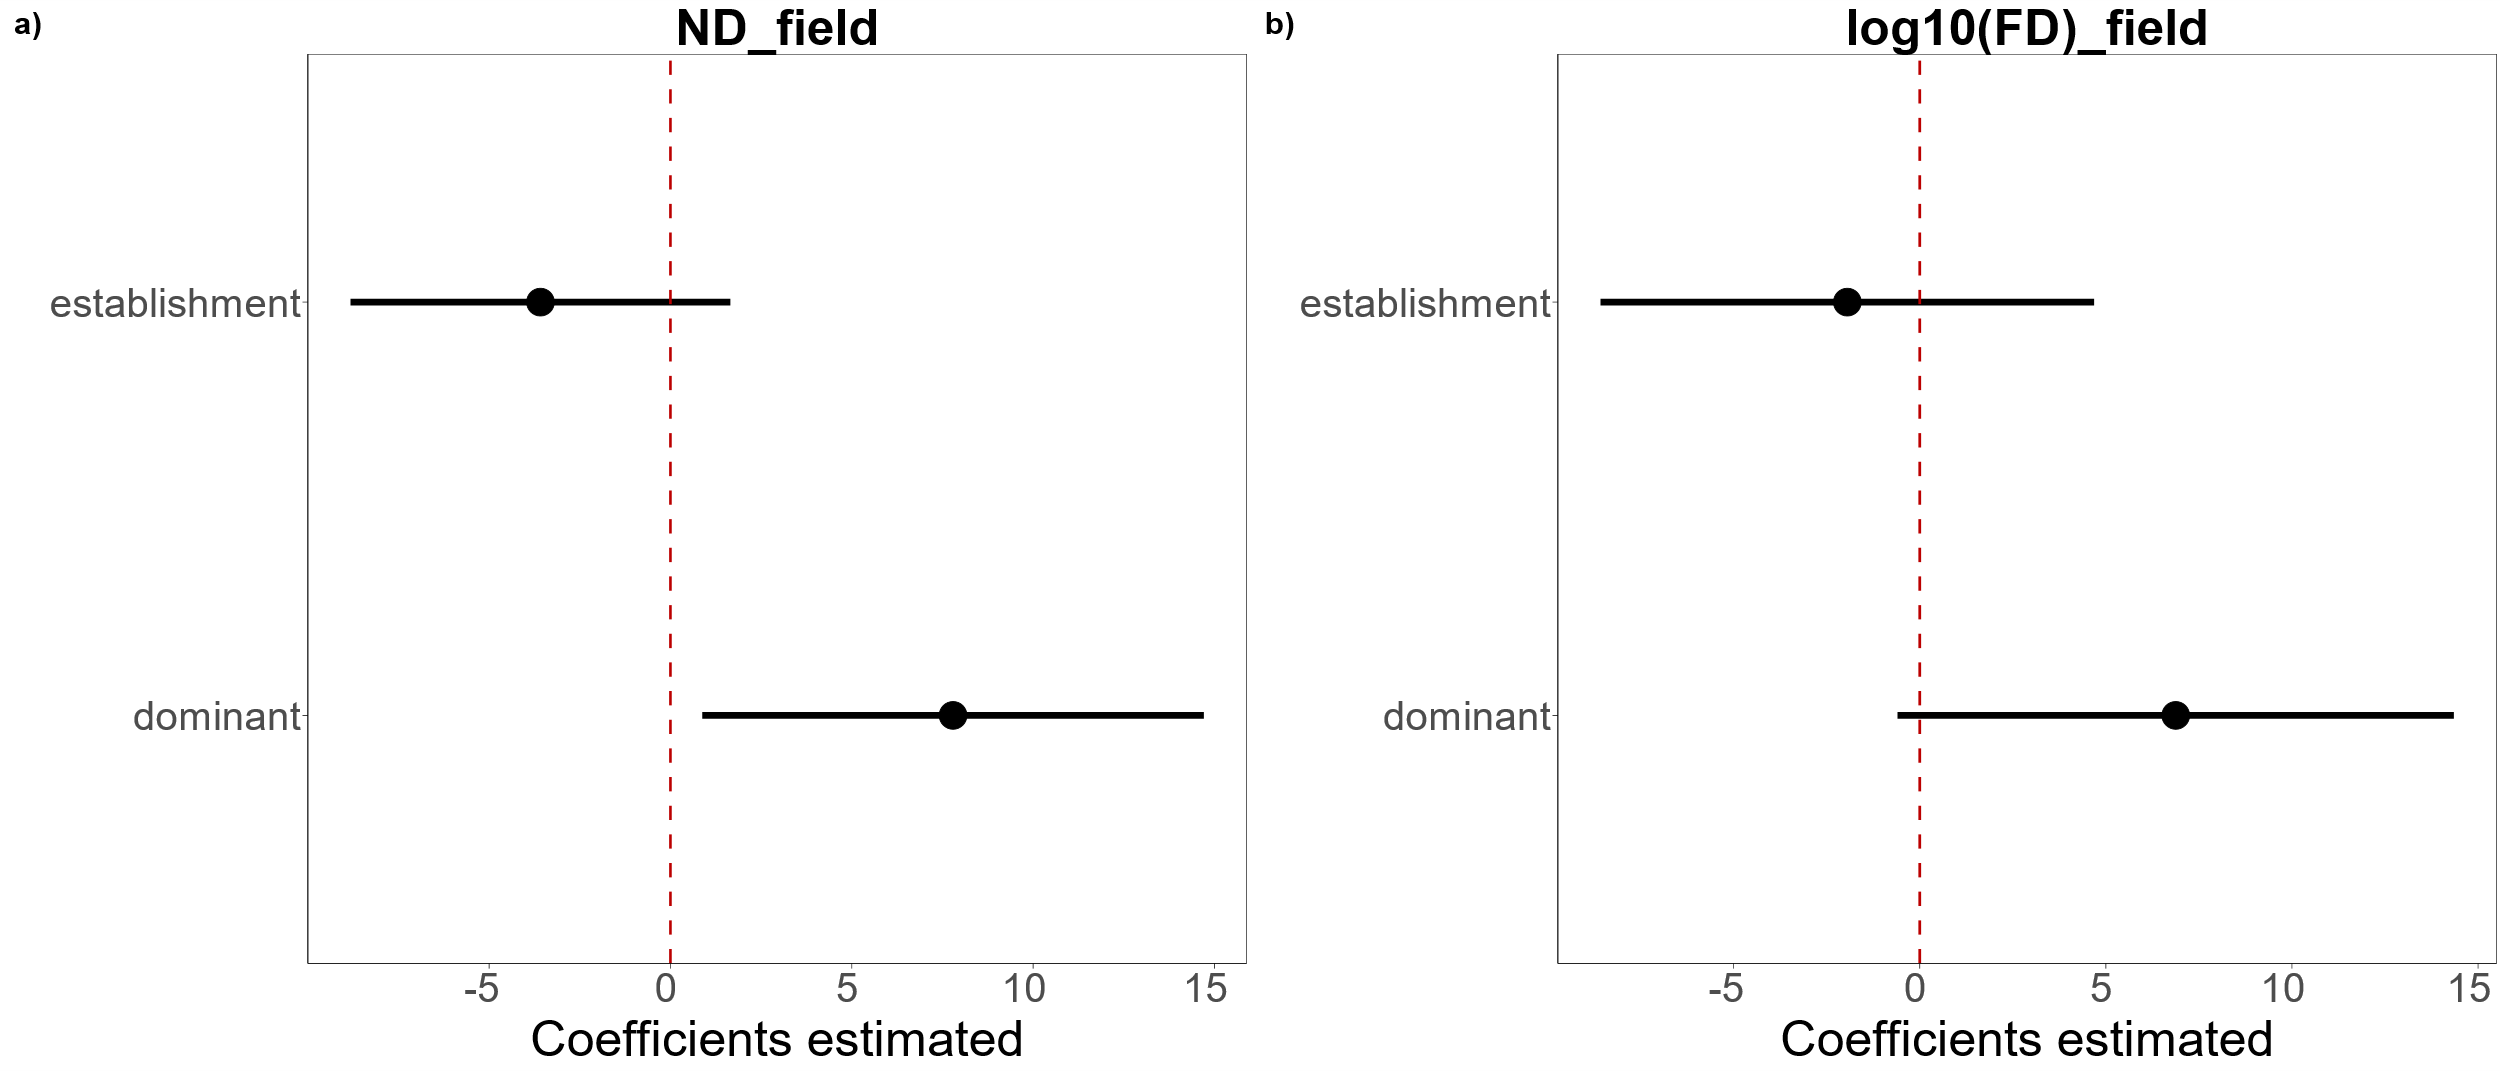 a)
ND_field
establishment
dominant
-5 0 5 10 15
Coefficients estimated
b)
log10(FD)_field
establishment
dominant
-5 0 5 10 15
Coefficients estimated